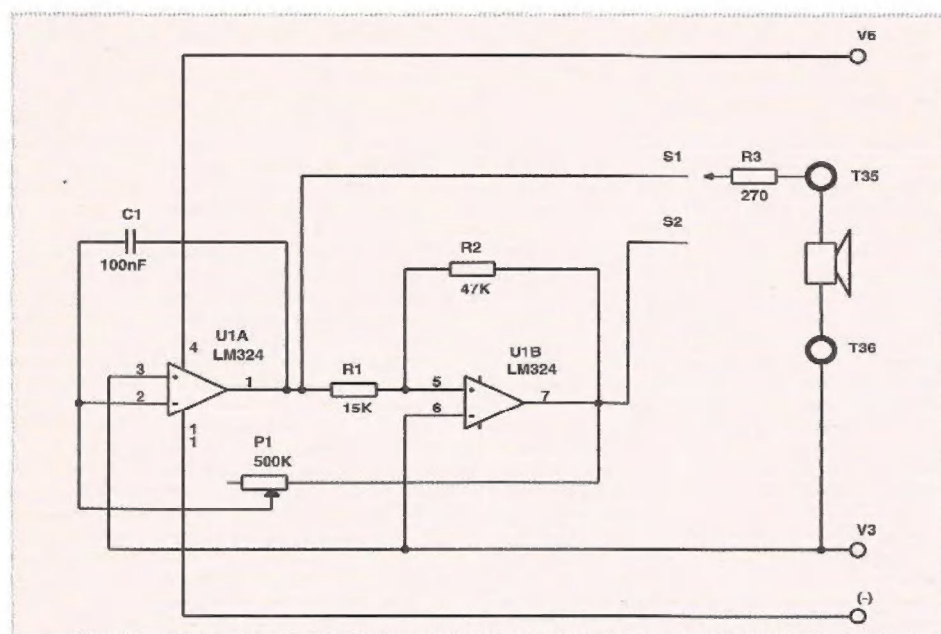 V6
S1
R3
T35
270
C1
S2
R2
100nF
47K
U1A
LM324
4
U1B
LM324
T36
3
1
R1
5
7
2
15K
6
1
1
P1
500K
V3
(-)